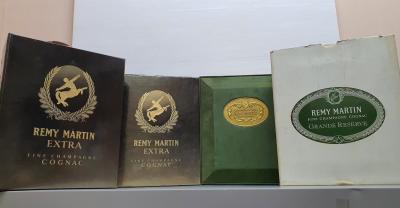 REMY MARTIN
EXTRA
FINE CHAMPAGNE
COGNAC
REMY MARTIN
EXTRA
FINE CHAMPAGNE
COGNAC
REMY MARTIN
FINE CHAMPAGNE COGNAC
GRANDE RESERVE